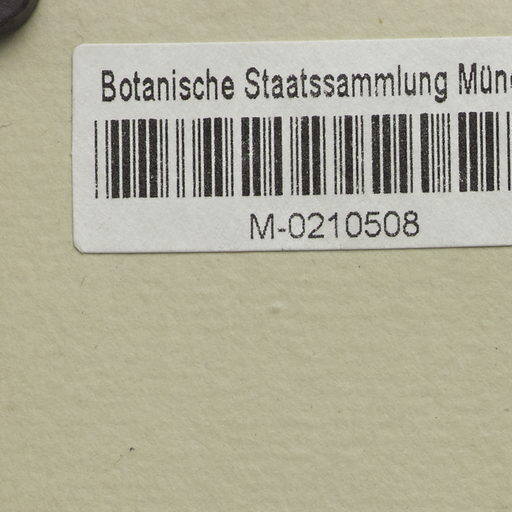 Botanische Staatssammlung Mün
M-0210508